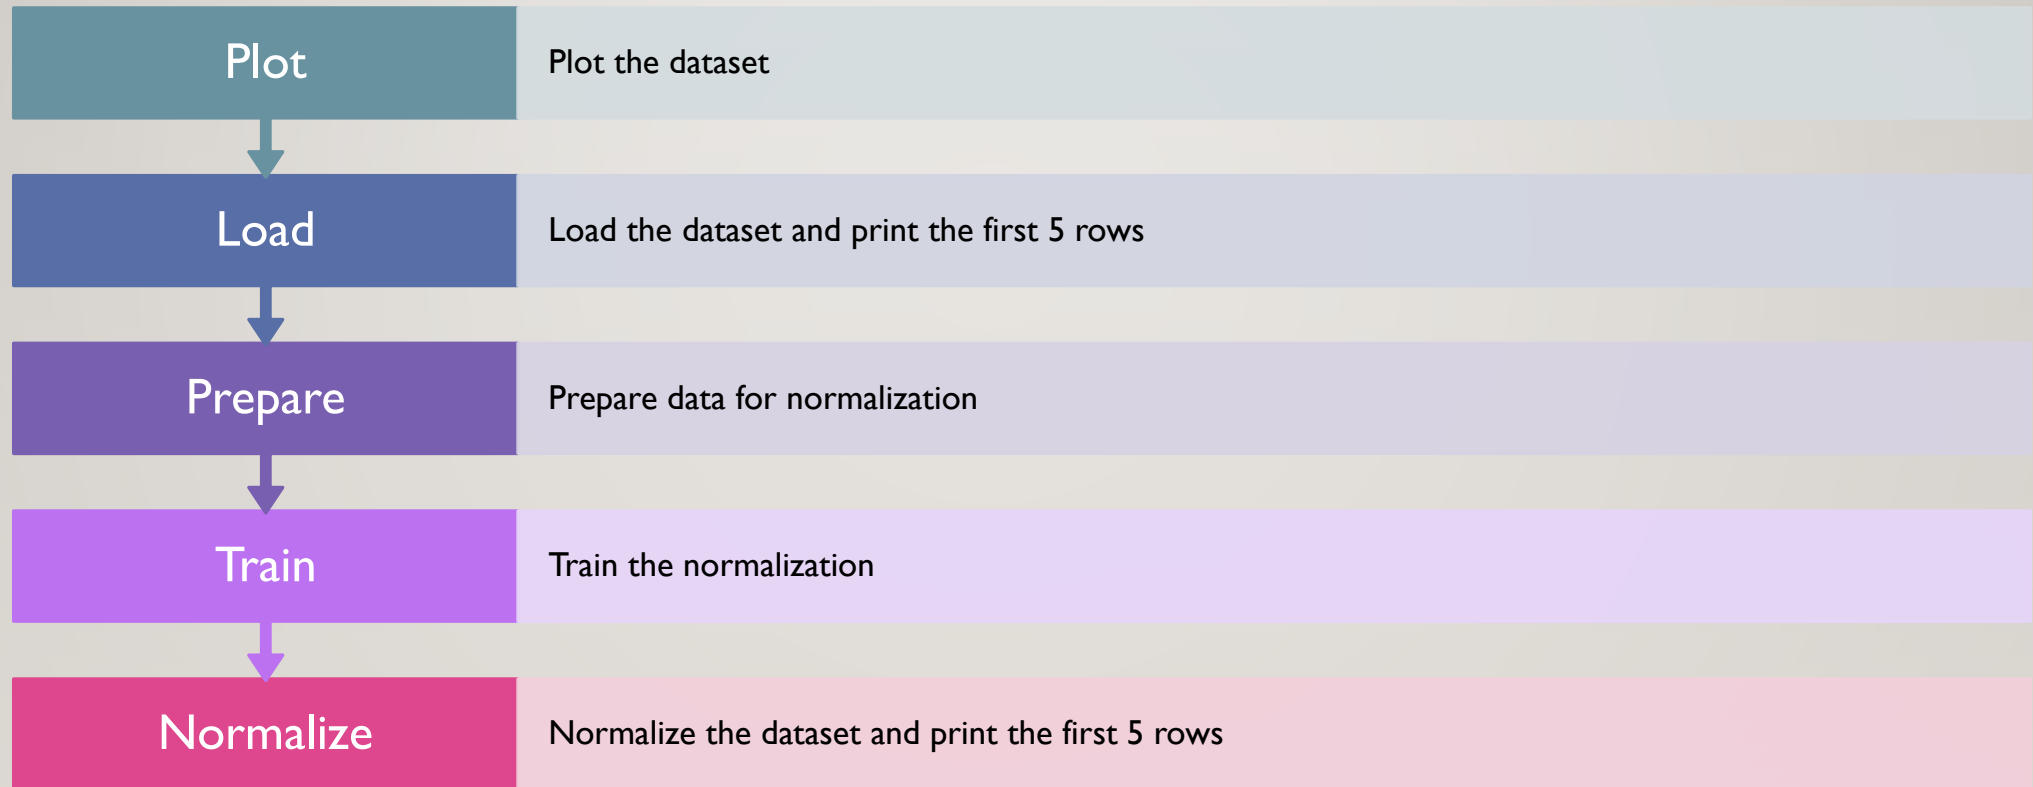 Plot
Plot the dataset
Load
Load the dataset and print the first 5 rows
Prepare
Prepare data for normalization
Train
Train the normalization
Normalize
Normalize the dataset and print the first 5 rows